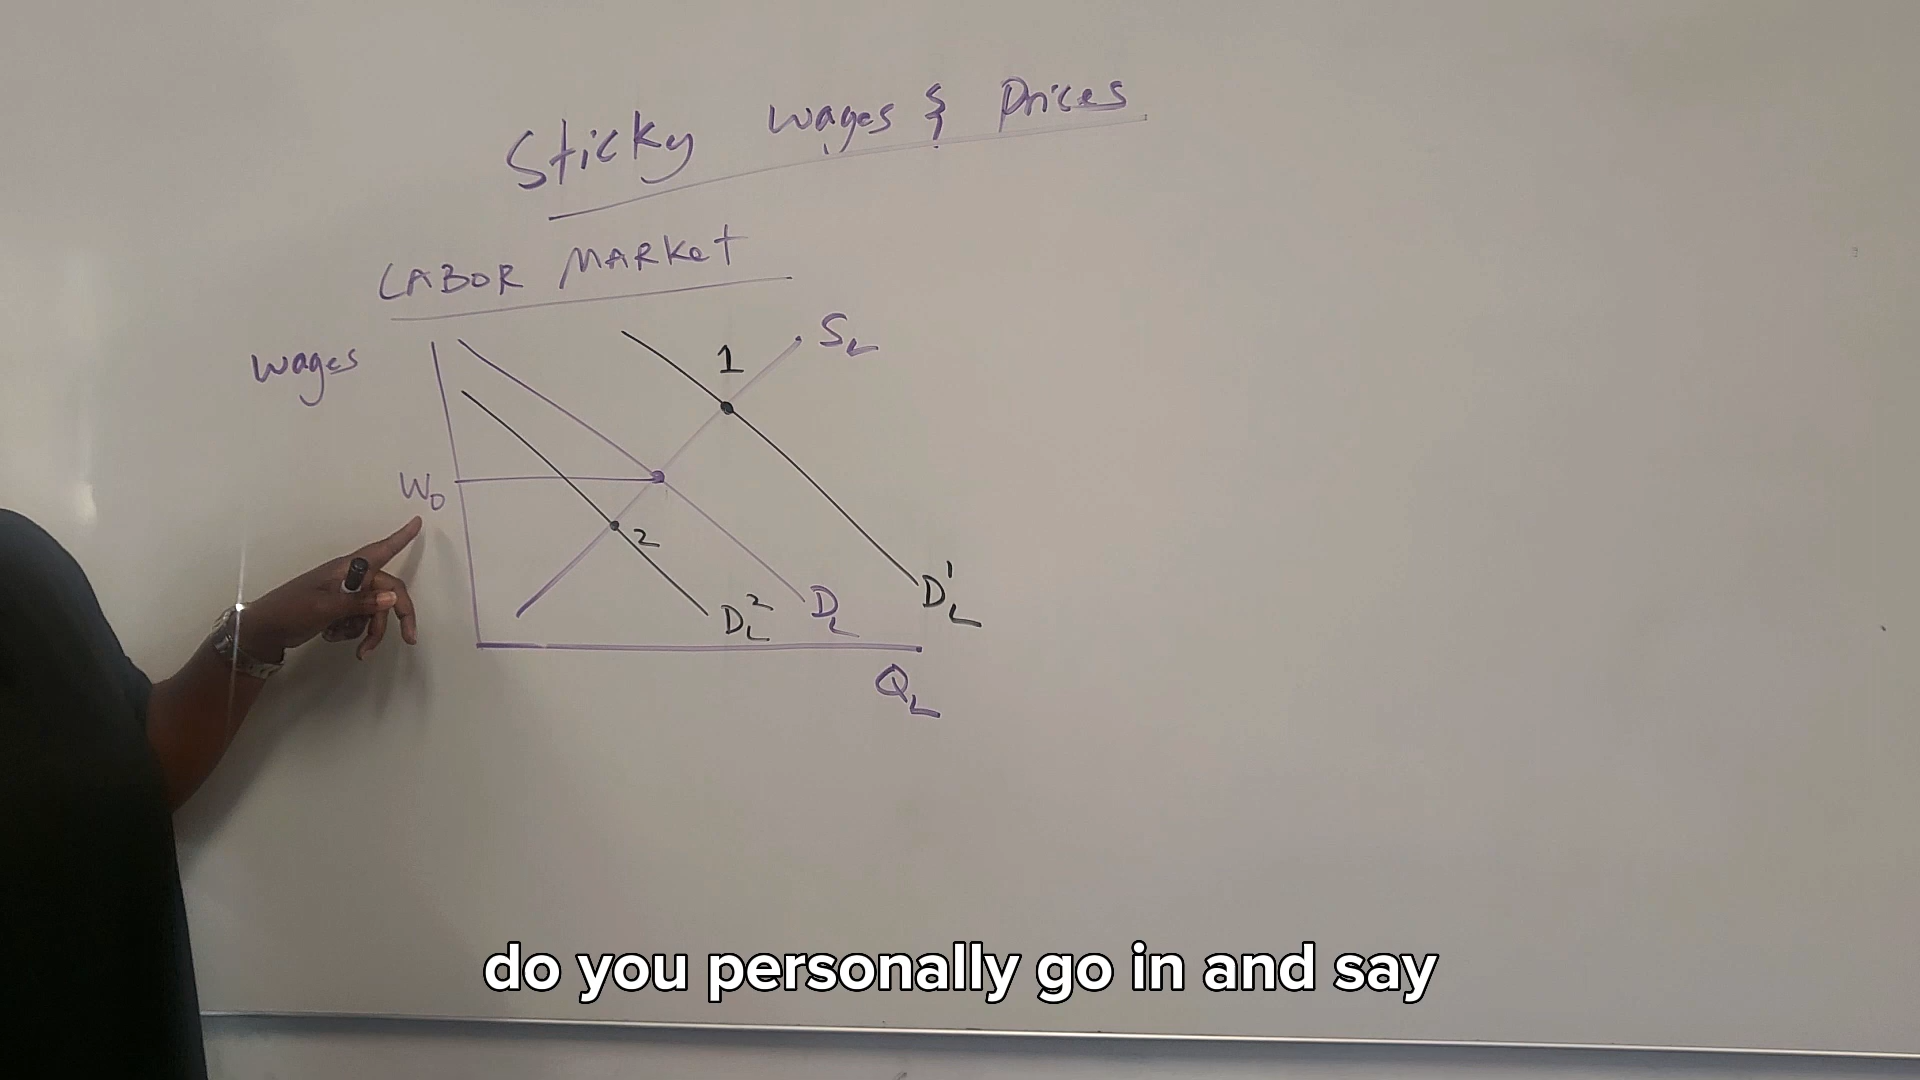 Sticky wages & Prices
LABOR MARKet
wages
S_L
1
W_0
2
D_L^2
D_L
D_L^1
Q_L
do you personally go in and say